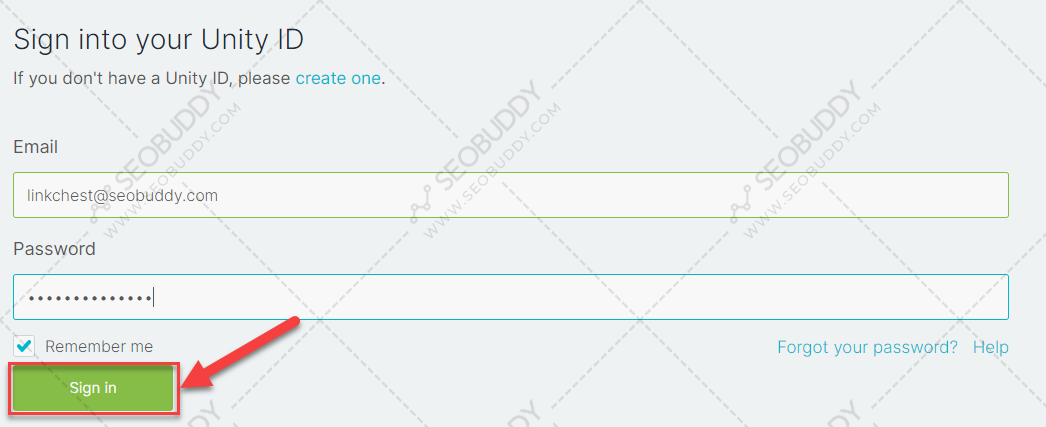 Sign into your Unity ID
If you don't have a Unity ID, please create one.
SEOBUDDY SEOBUDDY SEOBUDDY
WWW.SEOBUDDY.COM WWW.SEOBUDDY.COM WWW.SEOBUDDY.COM
Email
linkchest@seobuddy.com
Password
••••••••••••••
Remember me
Forgot your password? Help
Sign in